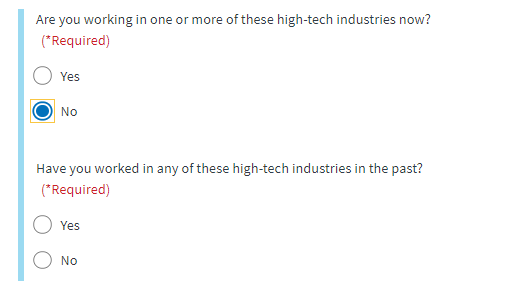 Are you working in one or more of these high-tech industries now?
(*Required)
Yes
No
Have you worked in any of these high-tech industries in the past?
(*Required)
Yes
No